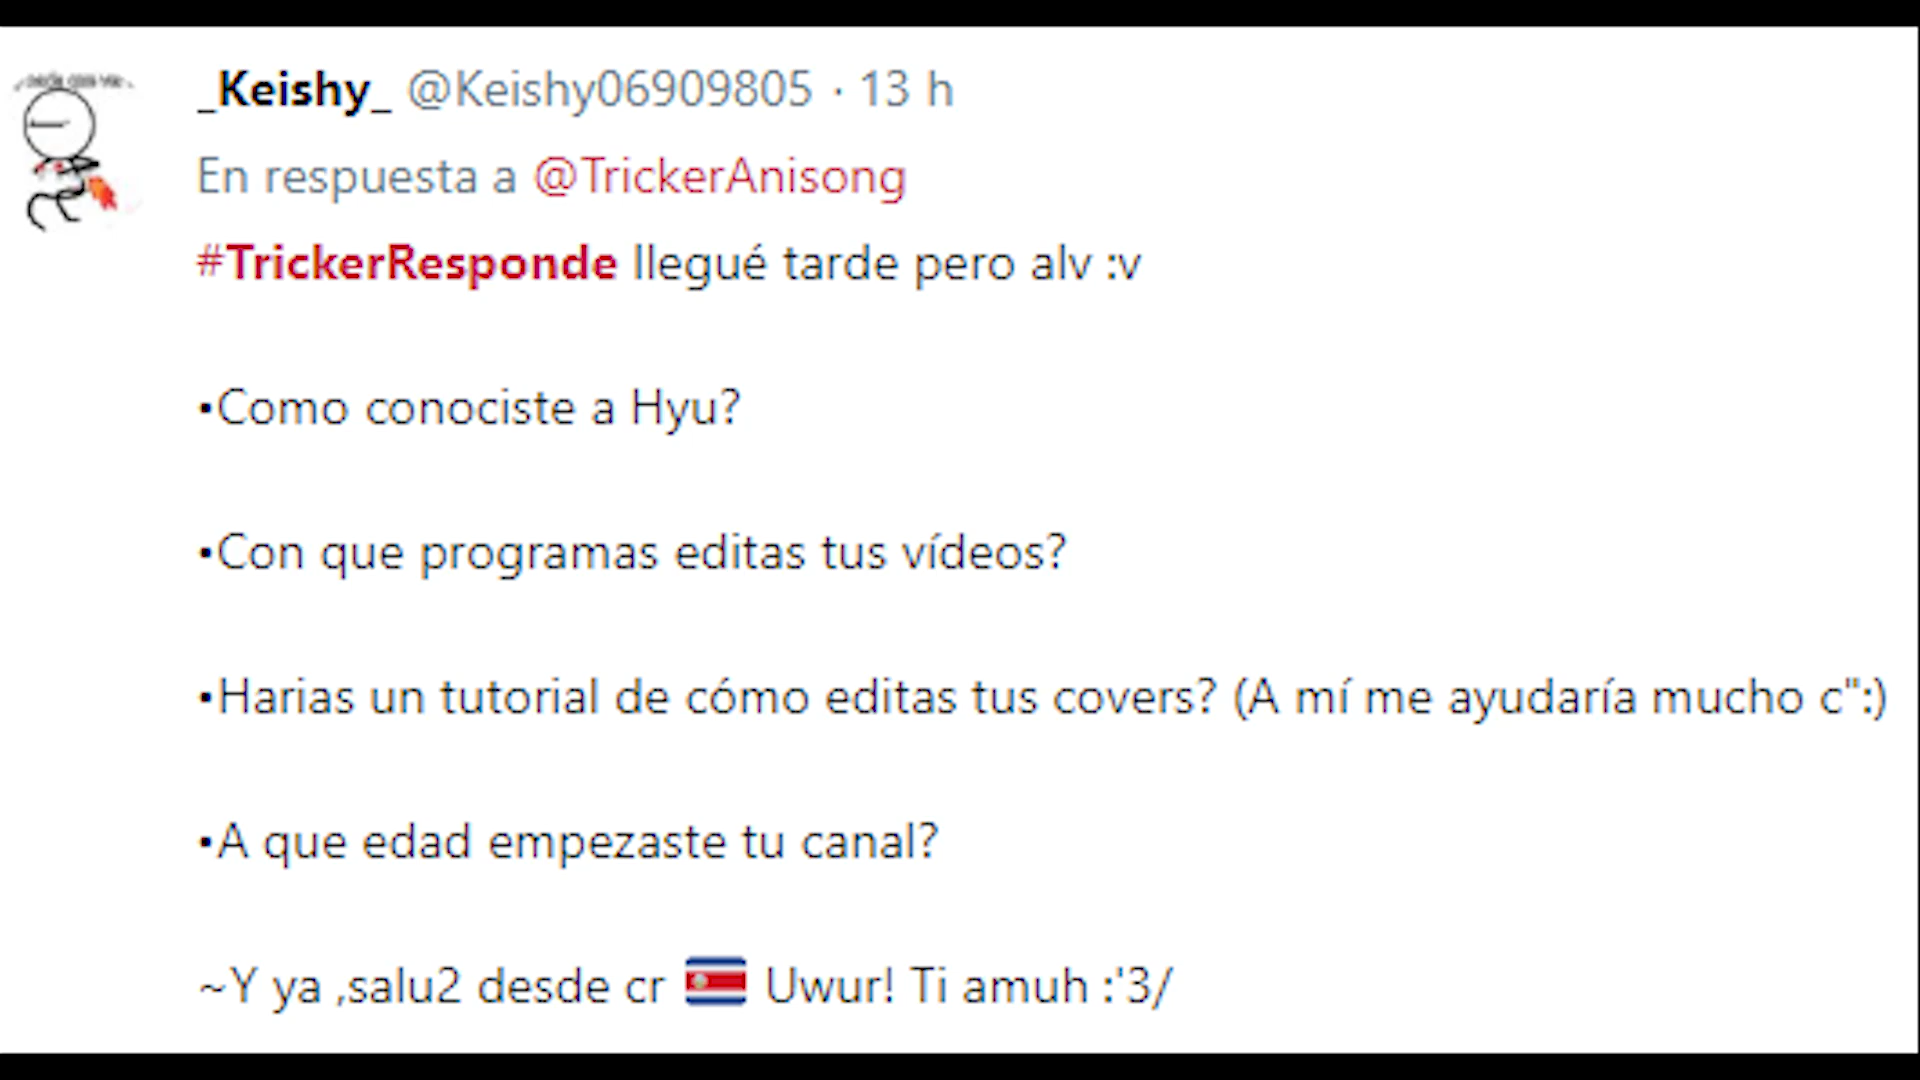 _Keishy_ @Keishy06909805 · 13 h
En respuesta a @TrickerAnisong
#TrickerResponde llegué tarde pero alv :v
•Como conociste a Hyu?
•Con que programas editas tus vídeos?
•Harias un tutorial de cómo editas tus covers? (A mí me ayudaría mucho c":)
•A que edad empezaste tu canal?
~Y ya ,salu2 desde cr 🇨🇷 Uwur! Ti amuh :'3/